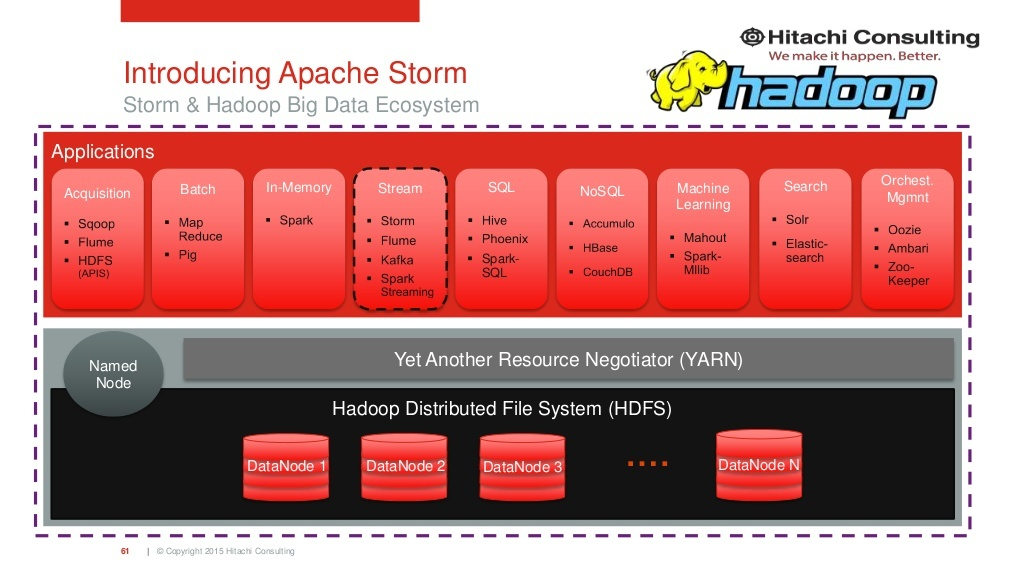 Hitachi Consulting
We make it happen. Better.
hadoop
Introducing Apache Storm
Storm & Hadoop Big Data Ecosystem
Applications
Acquisition
▪ Sqoop
▪ Flume
▪ HDFS
(APIS)
Batch
▪ Map
Reduce
▪ Pig
In-Memory
▪ Spark
Stream
▪ Storm
▪ Flume
▪ Kafka
▪ Spark
Streaming
SQL
▪ Hive
▪ Phoenix
▪ Spark-
SQL
NoSQL
▪ Accumulo
▪ HBase
▪ CouchDB
Machine
Learning
▪ Mahout
▪ Spark-
Mllib
Search
▪ Solr
▪ Elastic-
search
Orchest.
Mgmnt
▪ Oozie
▪ Ambari
▪ Zoo-
Keeper
Named
Node
Yet Another Resource Negotiator (YARN)
Hadoop Distributed File System (HDFS)
DataNode 1
DataNode 2
DataNode 3
....
DataNode N
61 | © Copyright 2015 Hitachi Consulting